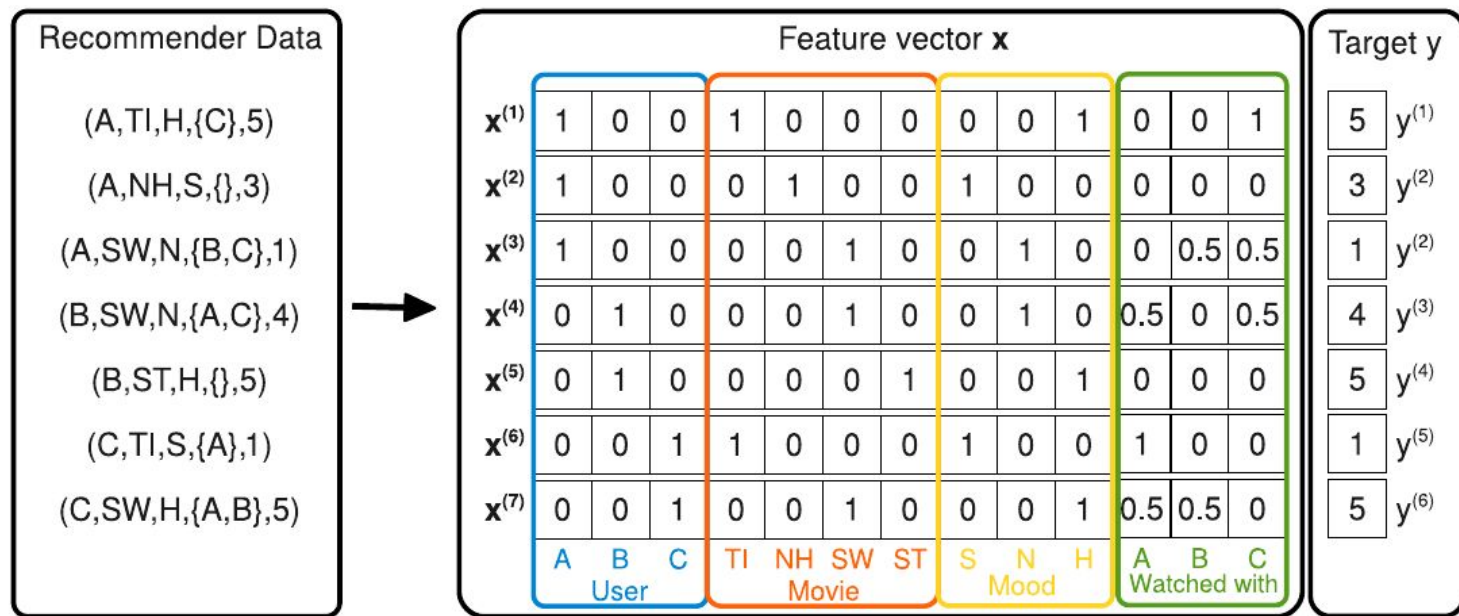 Recommender Data
(A,TI,H,{C},5)
(A,NH,S,{},3)
(A,SW,N,{B,C},1)
(B,SW,N,{A,C},4)
(B,ST,H,{},5)
(C,TI,S,{A},1)
(C,SW,H,{A,B},5)
Feature vector x
x(1) 1 0 0 1 0 0 0 0 0 1 0 0 1
x(2) 1 0 0 0 1 0 0 1 0 0 0 0 0
x(3) 1 0 0 0 0 1 0 0 1 0 0 0.5 0.5
x(4) 0 1 0 0 0 1 0 0 1 0 0.5 0 0.5
x(5) 0 1 0 0 0 0 1 0 0 1 0 0 0
x(6) 0 0 1 1 0 0 0 1 0 0 1 0 0
x(7) 0 0 1 0 0 1 0 0 0 1 0.5 0.5 0
A B C TI NH SW ST S N H A B C
User Movie Mood Watched with
Target y
5 y(1)
3 y(2)
1 y(2)
4 y(3)
5 y(4)
1 y(5)
5 y(6)